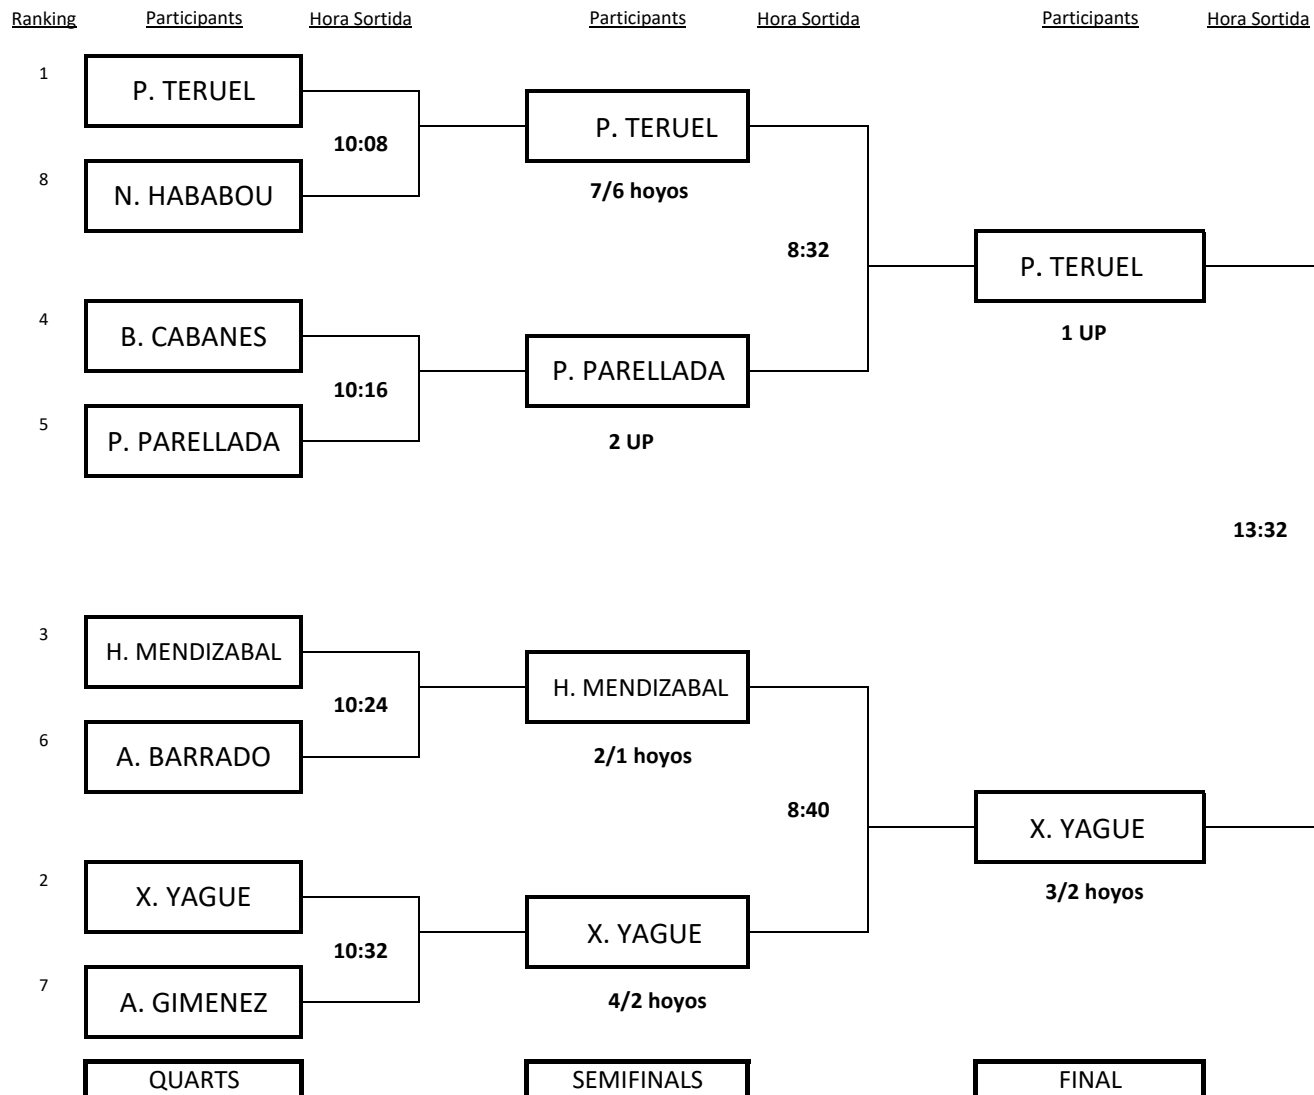 Ranking Participants Hora Sortida Participants Hora Sortida Participants Hora Sortida
1
P. TERUEL
P. TERUEL
10:08
8
N. HABABOU
7/6 hoyos
8:32
P. TERUEL
4
B. CABANES
1 UP
P. PARELLADA
10:16
5
P. PARELLADA
2 UP
13:32
3
H. MENDIZABAL
H. MENDIZABAL
10:24
6
A. BARRADO
2/1 hoyos
8:40
X. YAGUE
2
X. YAGUE
3/2 hoyos
X. YAGUE
10:32
7
A. GIMENEZ
4/2 hoyos
QUARTS SEMIFINALS FINAL